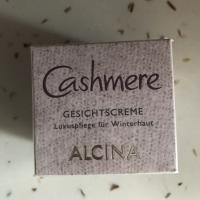 Cashmere
GESICHTSCREME
Luxuspflege für Winterhaut
ALCINA